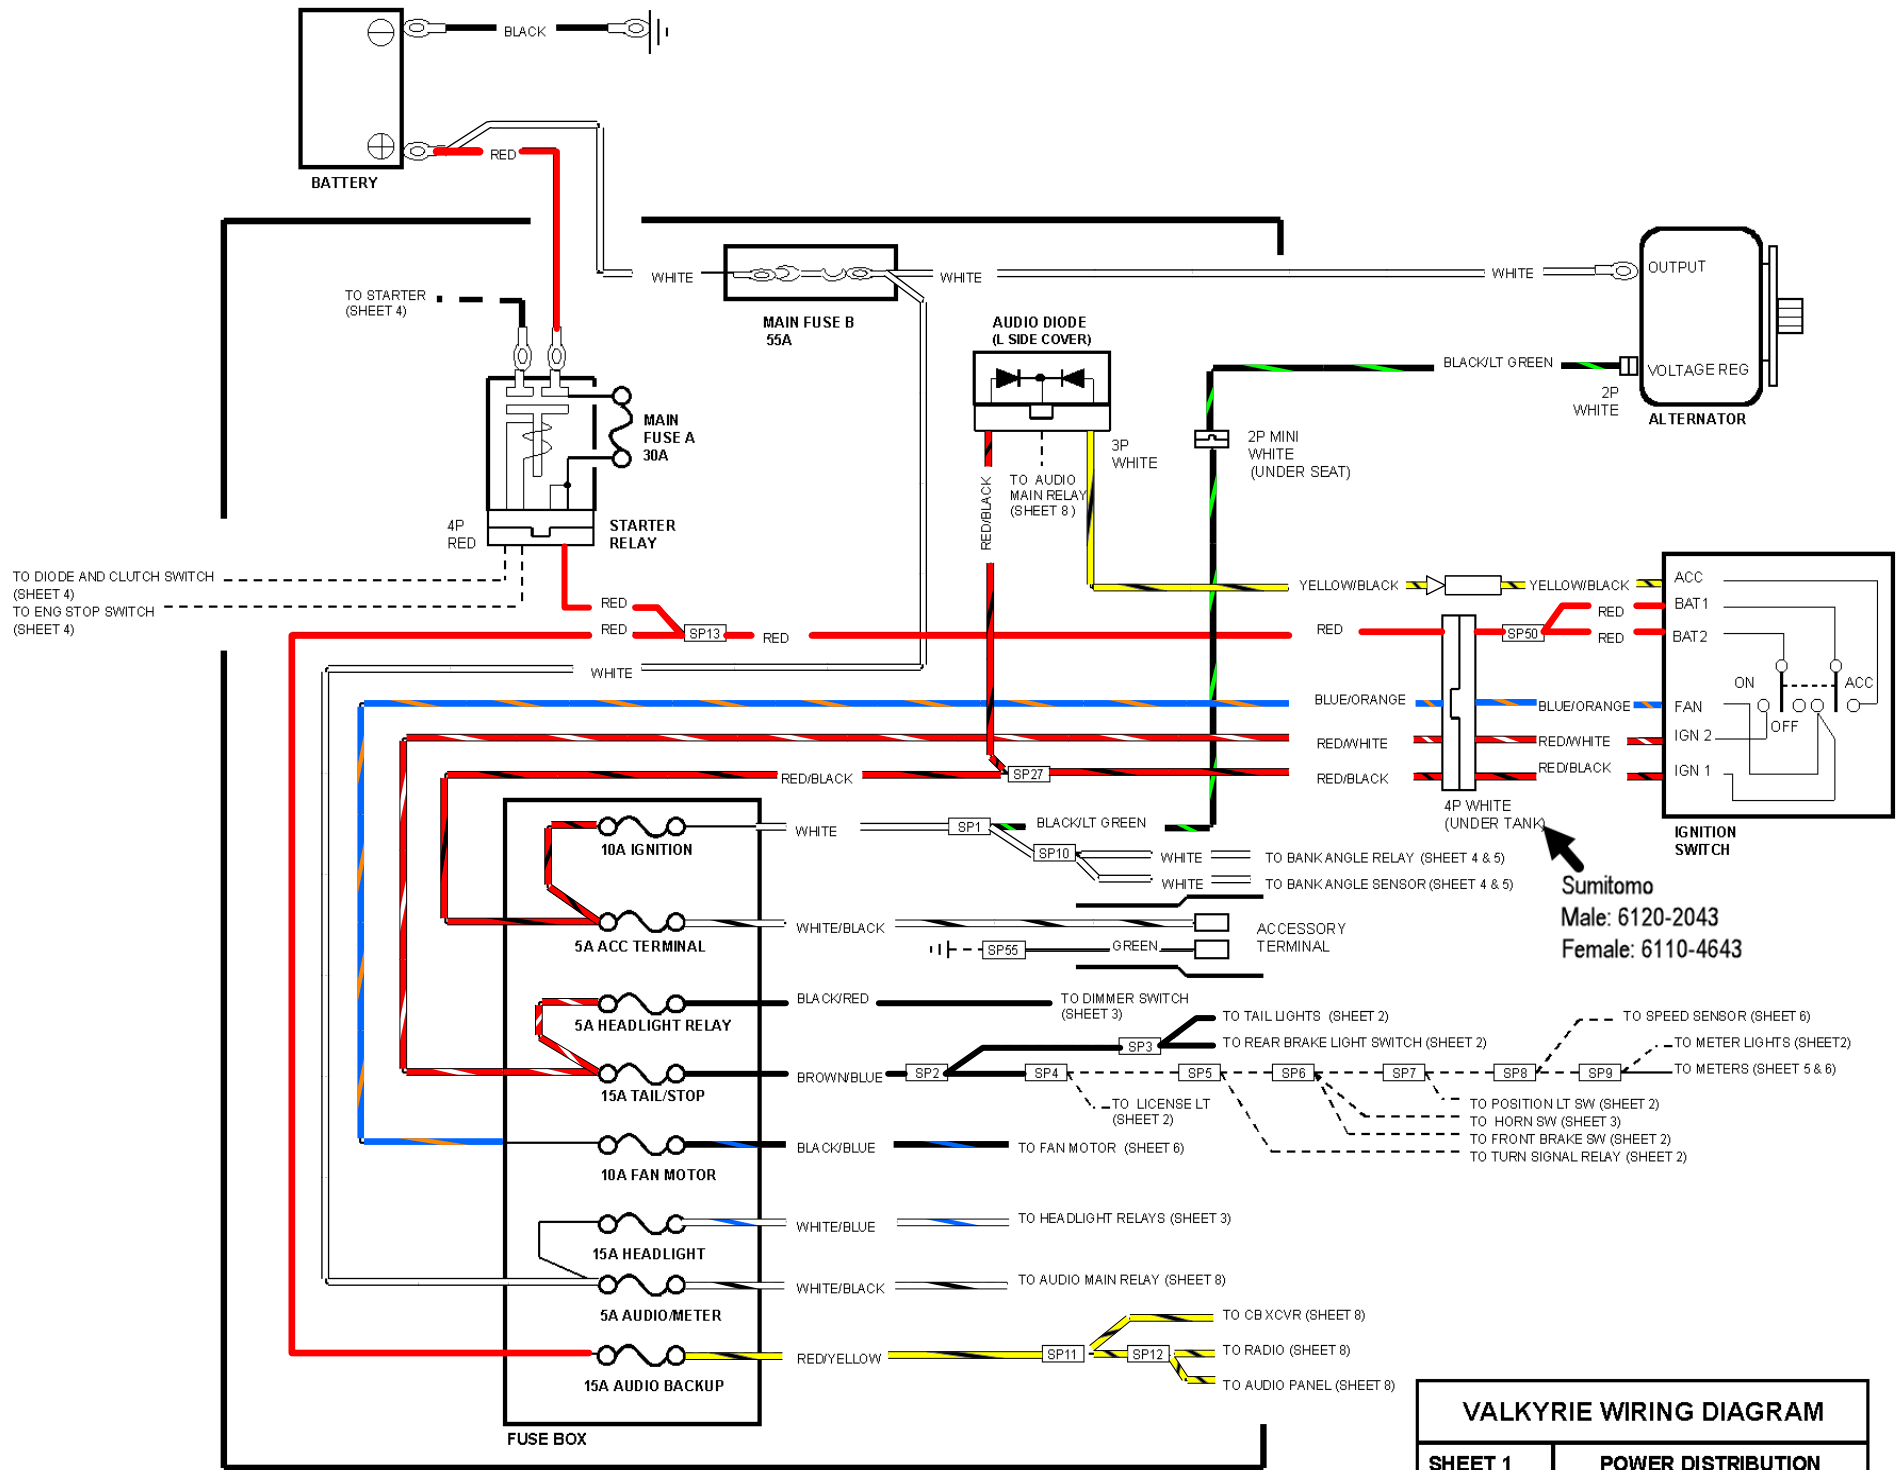 BLACK
RED
BATTERY
WHITE
WHITE
WHITE
OUTPUT
TO STARTER
(SHEET 4)
MAIN FUSE B
55A
AUDIO DIODE
(L SIDE COVER)
BLACK/LT GREEN
VOLTAGE REG
2P
WHITE
ALTERNATOR
MAIN
FUSE A
30A
3P
WHITE
2P MINI
WHITE
(UNDER SEAT)
TO AUDIO
MAIN RELAY
(SHEET 8)
RED/BLACK
4P
RED
STARTER
RELAY
TO DIODE AND CLUTCH SWITCH
(SHEET 4)
TO ENG STOP SWITCH
(SHEET 4)
YELLOW/BLACK
YELLOW/BLACK
ACC
BAT1
BAT2
RED
RED
SP13
RED
RED
SP50
RED
RED
WHITE
ON
ACC
OFF
BLUE/ORANGE
BLUE/ORANGE
FAN
RED/WHITE
RED/WHITE
IGN 2
RED/BLACK
SP27
RED/BLACK
RED/BLACK
IGN 1
4P WHITE
(UNDER TANK)
IGNITION
SWITCH
10A IGNITION
WHITE
SP1
BLACK/LT GREEN
SP10
WHITE
TO BANK ANGLE RELAY (SHEET 4 & 5)
WHITE
TO BANK ANGLE SENSOR (SHEET 4 & 5)
Sumitomo
Male: 6120-2043
Female: 6110-4643
5A ACC TERMINAL
WHITE/BLACK
SP55
GREEN
ACCESSORY
TERMINAL
5A HEADLIGHT RELAY
BLACK/RED
TO DIMMER SWITCH
(SHEET 3)
TO TAIL LIGHTS (SHEET 2)
SP3
TO REAR BRAKE LIGHT SWITCH (SHEET 2)
TO SPEED SENSOR (SHEET 6)
TO METER LIGHTS (SHEET2)
TO METERS (SHEET 5 & 6)
15A TAIL/STOP
BROWN/BLUE
SP2
SP4
SP5
SP6
SP7
SP8
SP9
TO LICENSE LT
(SHEET 2)
TO POSITION LT SW (SHEET 2)
TO HORN SW (SHEET 3)
TO FRONT BRAKE SW (SHEET 2)
TO TURN SIGNAL RELAY (SHEET 2)
10A FAN MOTOR
BLACK/BLUE
TO FAN MOTOR (SHEET 6)
15A HEADLIGHT
WHITE/BLUE
TO HEADLIGHT RELAYS (SHEET 3)
5A AUDIO/METER
WHITE/BLACK
TO AUDIO MAIN RELAY (SHEET 8)
15A AUDIO BACKUP
RED/YELLOW
SP11
SP12
TO CB XCVR (SHEET 8)
TO RADIO (SHEET 8)
TO AUDIO PANEL (SHEET 8)
FUSE BOX
VALKYRIE WIRING DIAGRAM
SHEET 1
POWER DISTRIBUTION